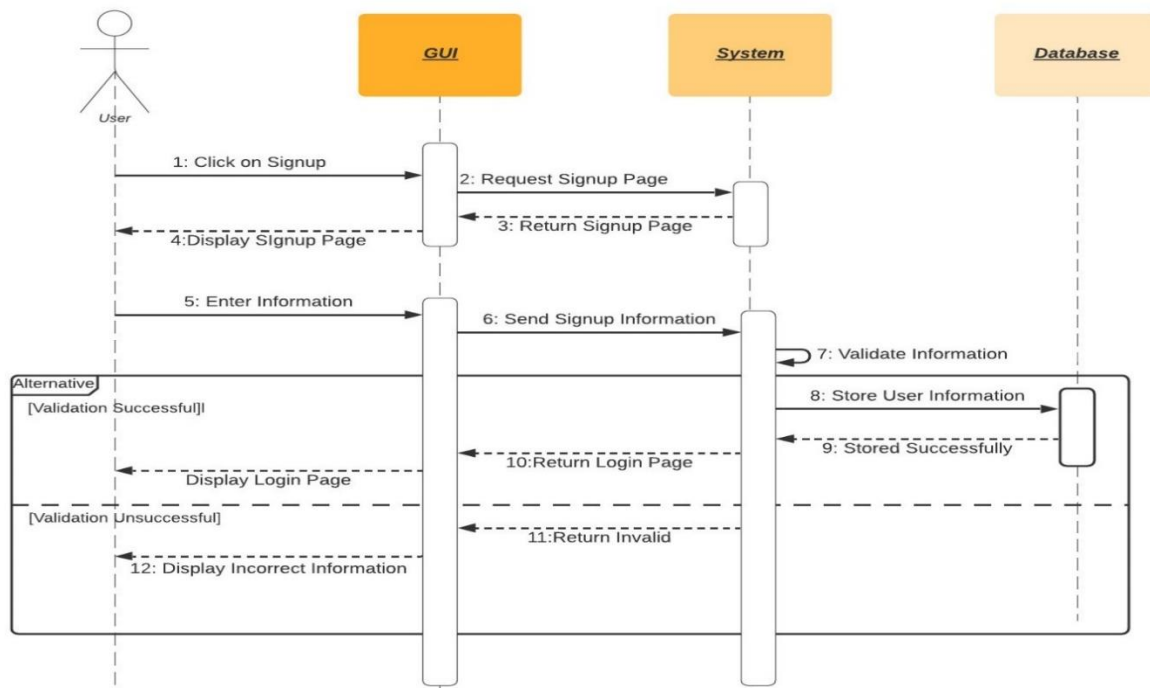 GUI
System
Database
User
1: Click on Signup
2: Request Signup Page
3: Return Signup Page
4:Display SIgnup Page
5: Enter Information
6: Send Signup Information
7: Validate Information
Alternative
[Validation Successful]l
8: Store User Information
9: Stored Successfully
10:Return Login Page
Display Login Page
[Validation Unsuccessful]
11:Return Invalid
12: Display Incorrect Information